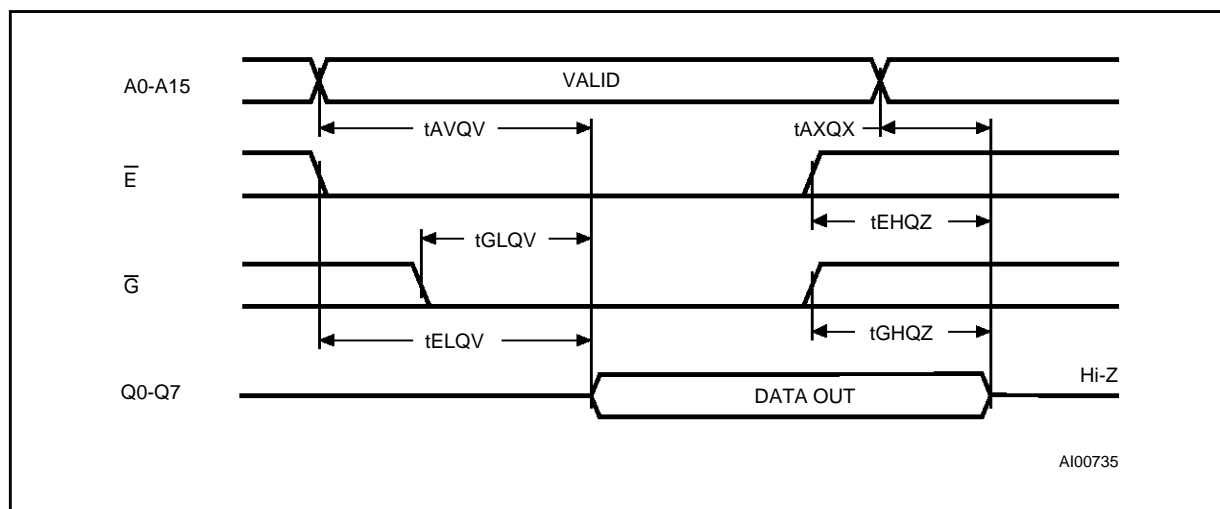 A0-A15
VALID
tAVQV
tAXQX
E̅
tEHQZ
tGLQV
G̅
tELQV
tGHQZ
Q0-Q7
DATA OUT
Hi-Z
AI00735